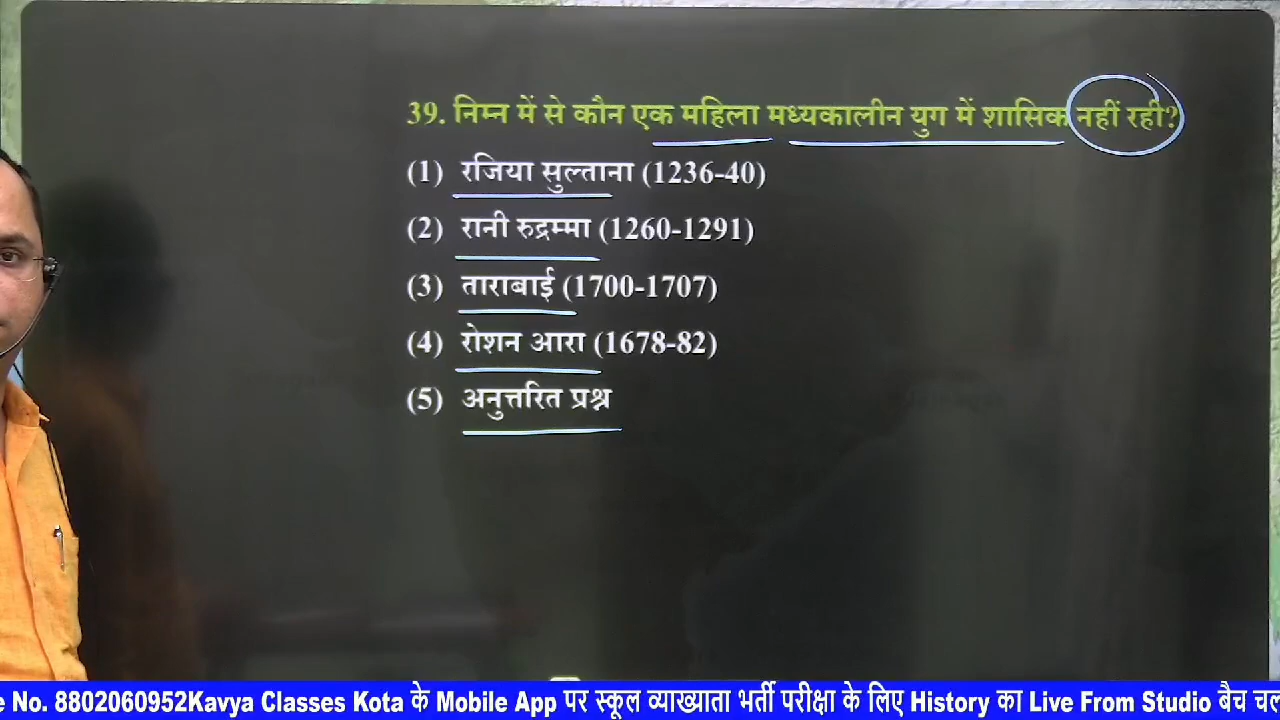 39. निम्न में से कौन एक महिला मध्यकालीन युग में शासिक नहीं रही?
(1) रजिया सुल्ताना (1236-40)
(2) रानी रुद्रम्मा (1260-1291)
(3) ताराबाई (1700-1707)
(4) रोशन आरा (1678-82)
(5) अनुत्तरित प्रश्न
No. 8802060952Kavya Classes Kota के Mobile App पर स्कूल व्याख्याता भर्ती परीक्षा के लिए History का Live From Studio बैच